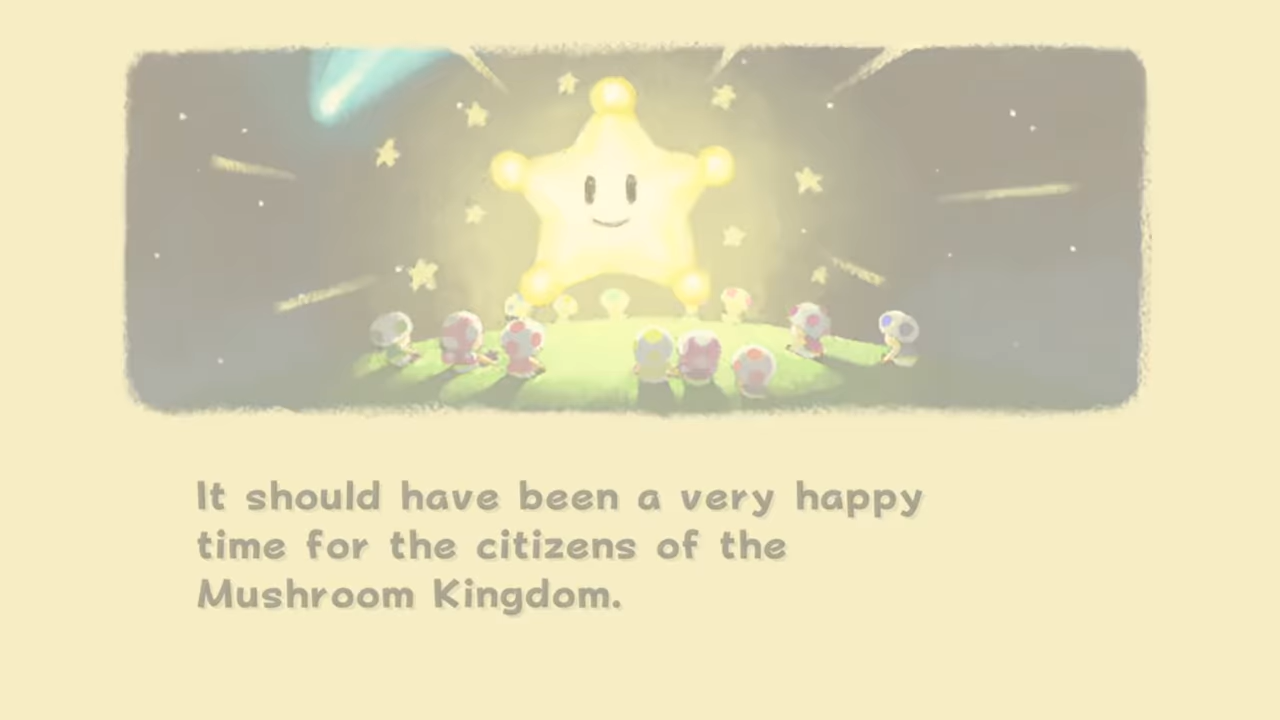 It should have been a very happy
time for the citizens of the
Mushroom Kingdom.